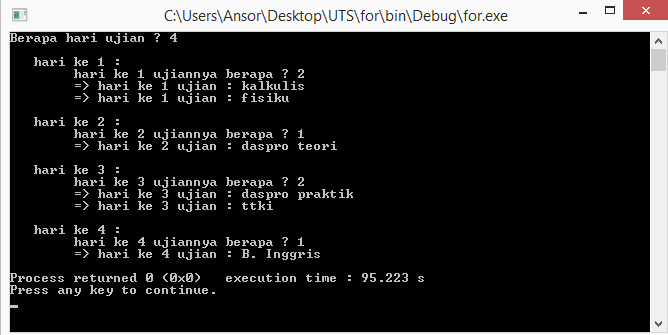 C:\Users\Ansor\Desktop\UTS\for\bin\Debug\for.exe
Berapa hari ujian ? 4
hari ke 1 :
hari ke 1 ujiannya berapa ? 2
=> hari ke 1 ujian : kalkulis
=> hari ke 1 ujian : fisiku
hari ke 2 :
hari ke 2 ujiannya berapa ? 1
=> hari ke 2 ujian : daspro teori
hari ke 3 :
hari ke 3 ujiannya berapa ? 2
=> hari ke 3 ujian : daspro praktik
=> hari ke 3 ujian : ttki
hari ke 4 :
hari ke 4 ujiannya berapa ? 1
=> hari ke 4 ujian : B. Inggris
Process returned 0 (0x0)   execution time : 95.223 s
Press any key to continue.